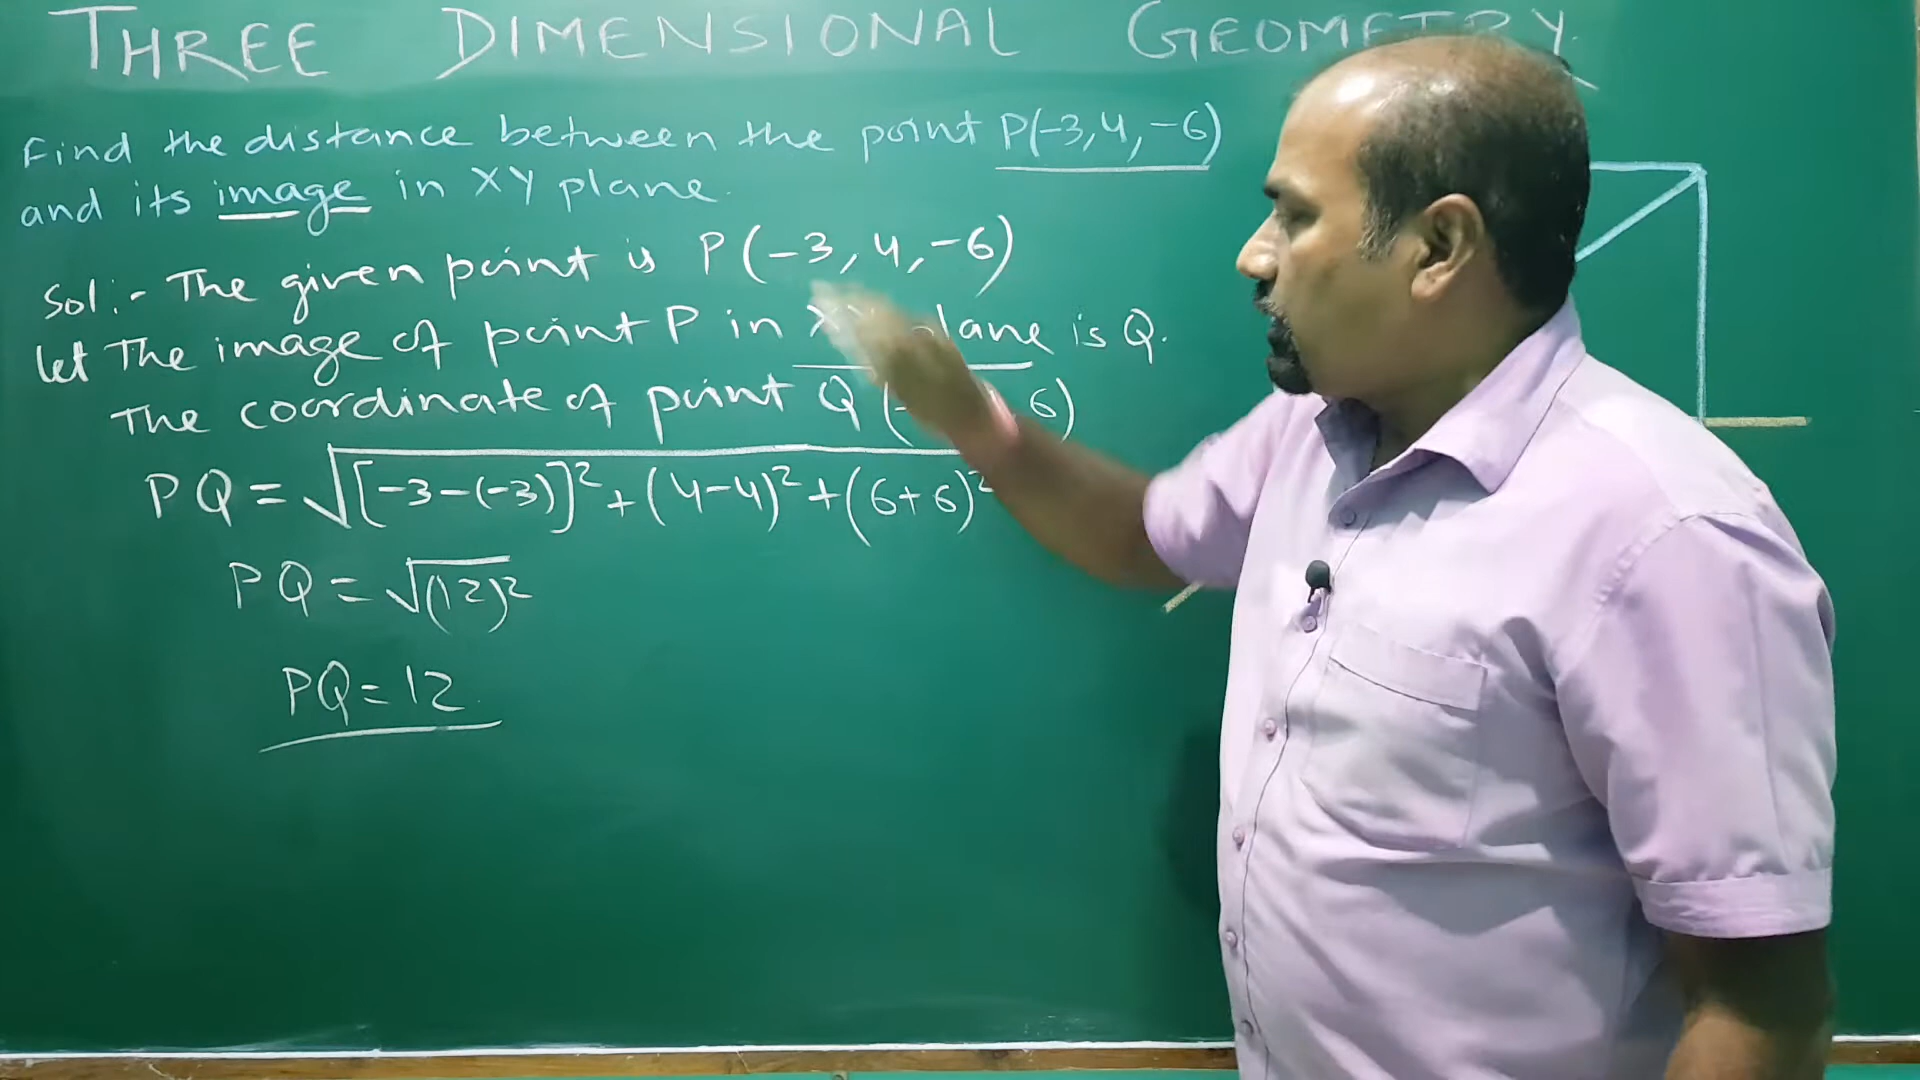 THREE DIMENSIONAL GEOMETRY
Find the distance between the point P(-3,4,-6)
and its image in XY plane.
Sol:- The given point is P(-3,4,-6)
let The image of point P in plane is Q.
The coordinate of point Q (- 6)
PQ = √[-3-(-3)]²+(4-4)²+(6+6)²
PQ = √(12)²
PQ = 12